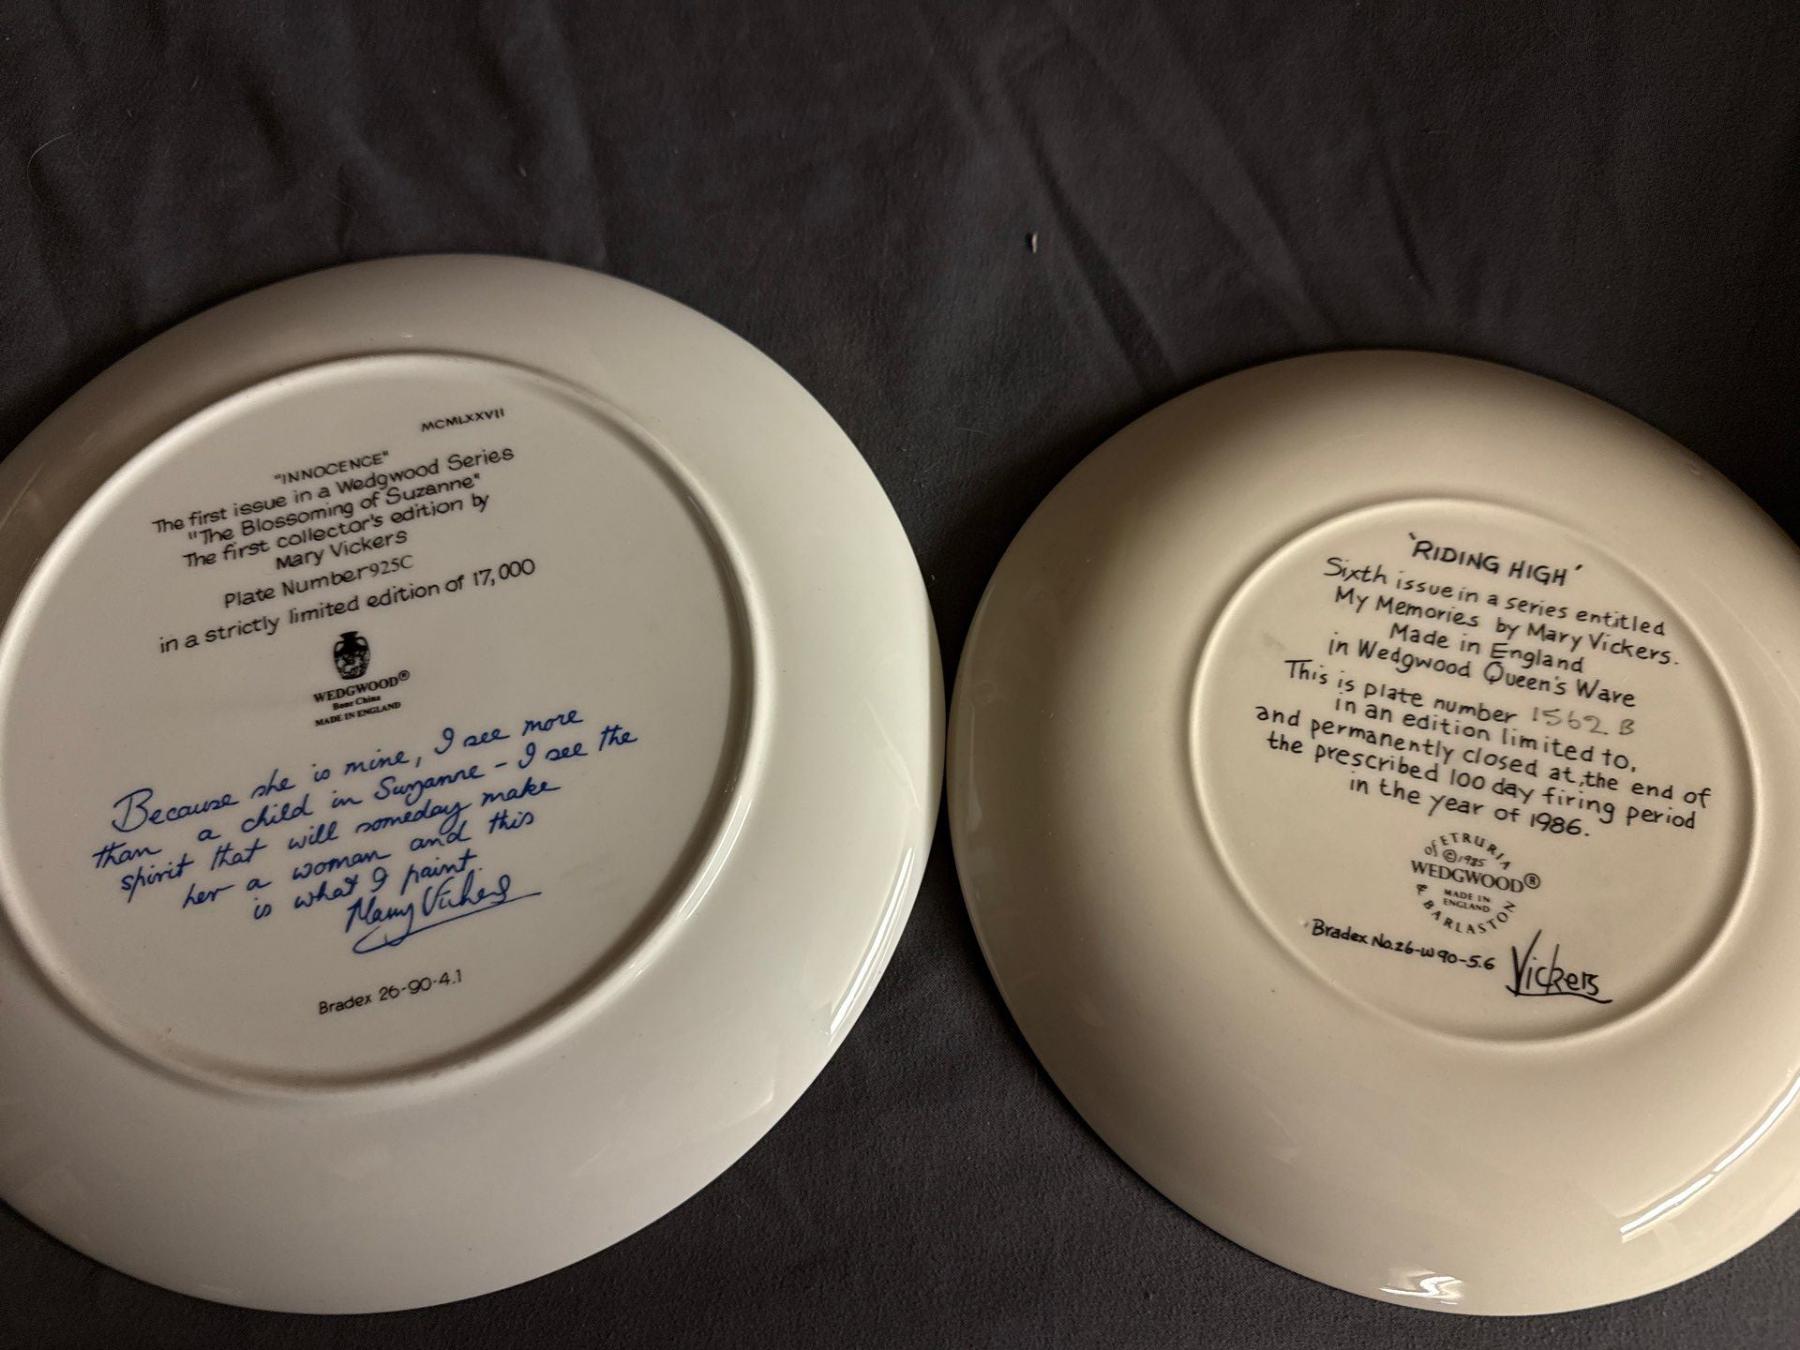 MCMLXXVII
"INNOCENCE"
The first issue in a Wedgwood Series
"The Blossoming of Suzanne"
The first collector's edition by
Mary Vickers
Plate Number 925C
in a strictly limited edition of 17,000
WEDGWOOD®
Bone China
MADE IN ENGLAND
Because she is mine, I see more
than a child in Suzanne - I see the
spirit that will someday make
her a woman and this
is what I paint.
Mary Vickers
Bradex 26-90-4.1
'RIDING HIGH'
Sixth issue in a series entitled
My Memories by Mary Vickers.
Made in England
in Wedgwood Queen's Ware
This is plate number 1562 B
in an edition limited to,
and permanently closed at, the end of
the prescribed 100 day firing period
in the year of 1986.
of ETRURIA
© 1985
WEDGWOOD®
MADE IN
ENGLAND
& BARLASTON
Bradex No. 26-W90-5.6
Vickers